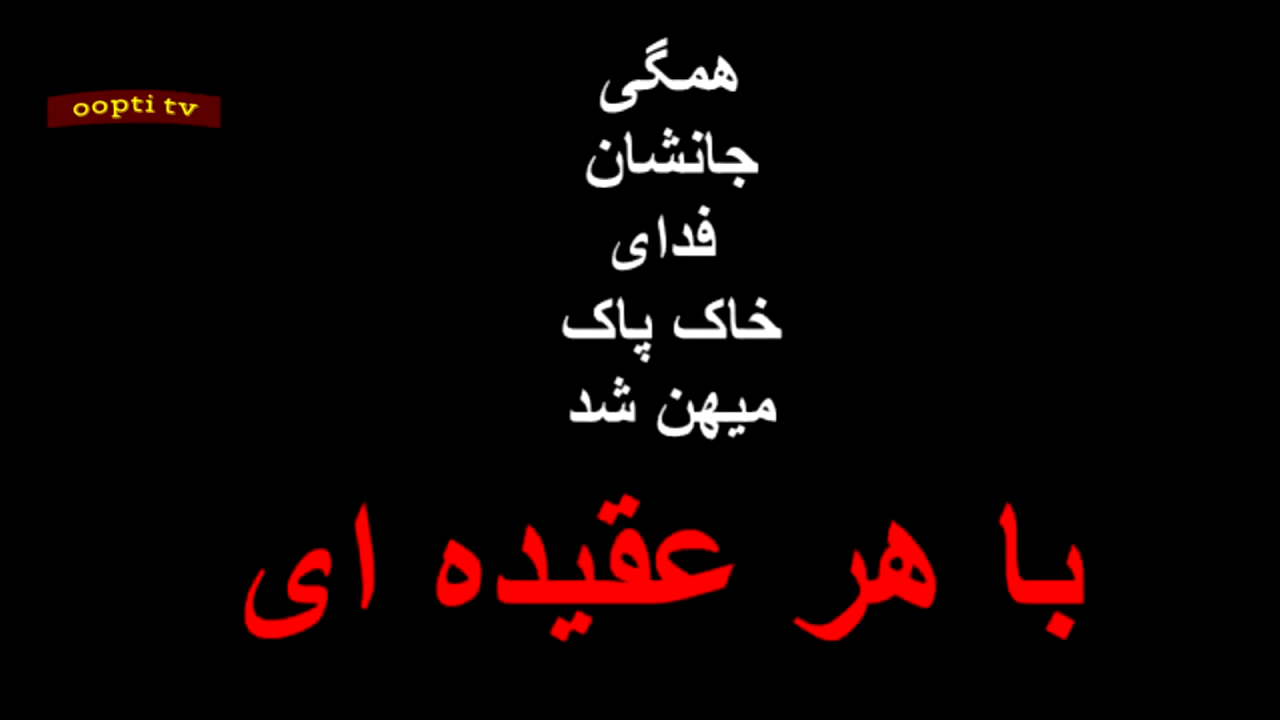 oopti tv
همگی
جانشان
فدای
خاک پاک
میهن شد
با هر عقیده ای